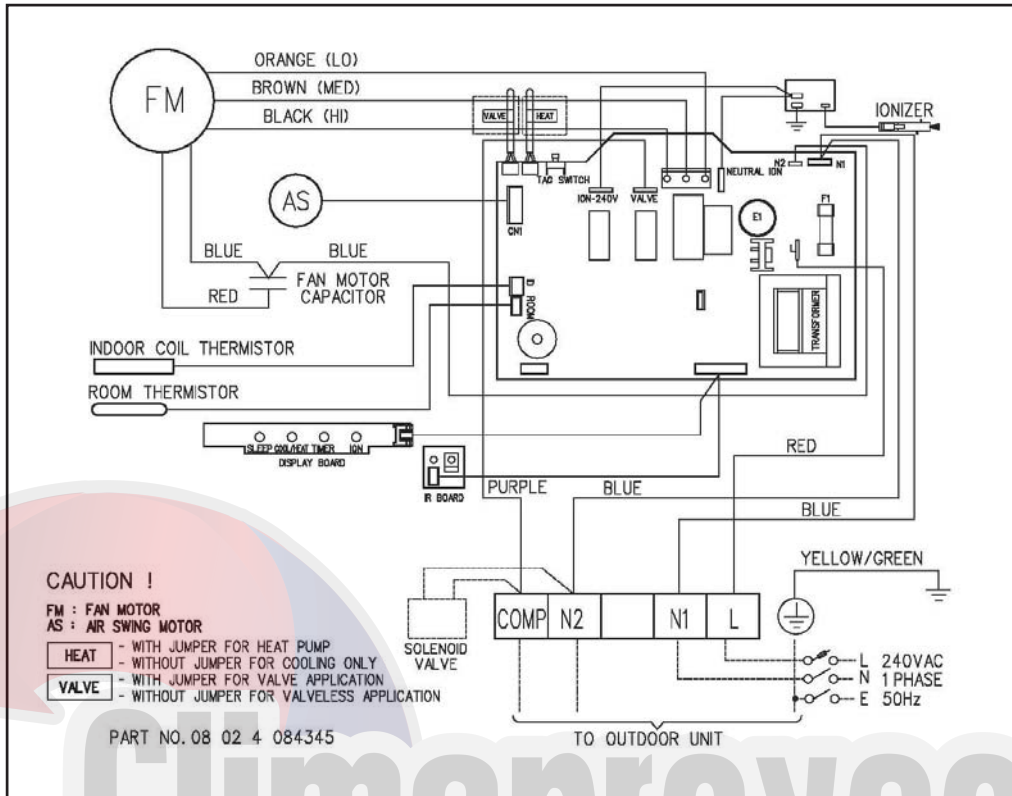 ORANGE (LO)
BROWN (MED)
BLACK (HI)
FM
VALVE
HEAT
IONIZER
TAC SWITCH
NEUTRAL ION
N2
N1
ION-240V
VALVE
AS
CN1
E1
F1
BLUE
BLUE
FAN MOTOR
CAPACITOR
RED
ROOM
TRANSFORMER
INDOOR COIL THERMISTOR
ROOM THERMISTOR
SLEEP COOL/HEAT TIMER ION
DISPLAY BOARD
IR BOARD
RED
PURPLE
BLUE
BLUE
YELLOW/GREEN
CAUTION !
FM : FAN MOTOR
AS : AIR SWING MOTOR
HEAT - WITH JUMPER FOR HEAT PUMP
- WITHOUT JUMPER FOR COOLING ONLY
VALVE - WITH JUMPER FOR VALVE APPLICATION
- WITHOUT JUMPER FOR VALVELESS APPLICATION
SOLENOID
VALVE
COMP N2 N1 L
L 240VAC
N 1PHASE
E 50Hz
PART NO. 08 02 4 084345
TO OUTDOOR UNIT